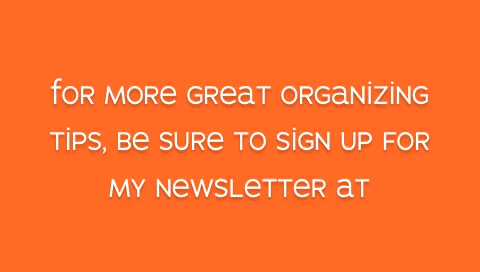 for more great organizing
tips, be sure to sign up for
my newsletter at